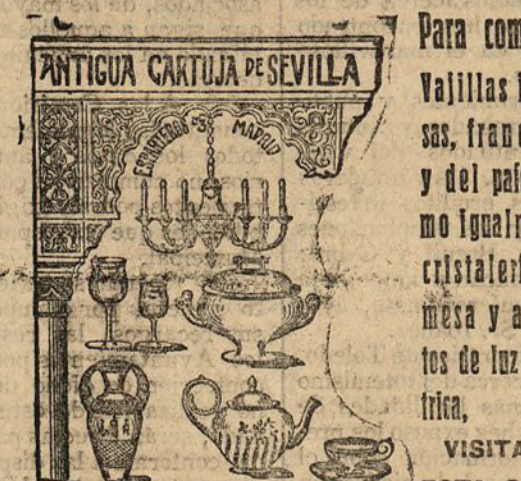 ANTIGUA CARTUJA DE SEVILLA
ESPARTEROS 3 MADRID
Para com
Vajillas
sas, fran
y del paí
mo igualm
cristaler
mesa y a
tos de luz
trica,
VISITA